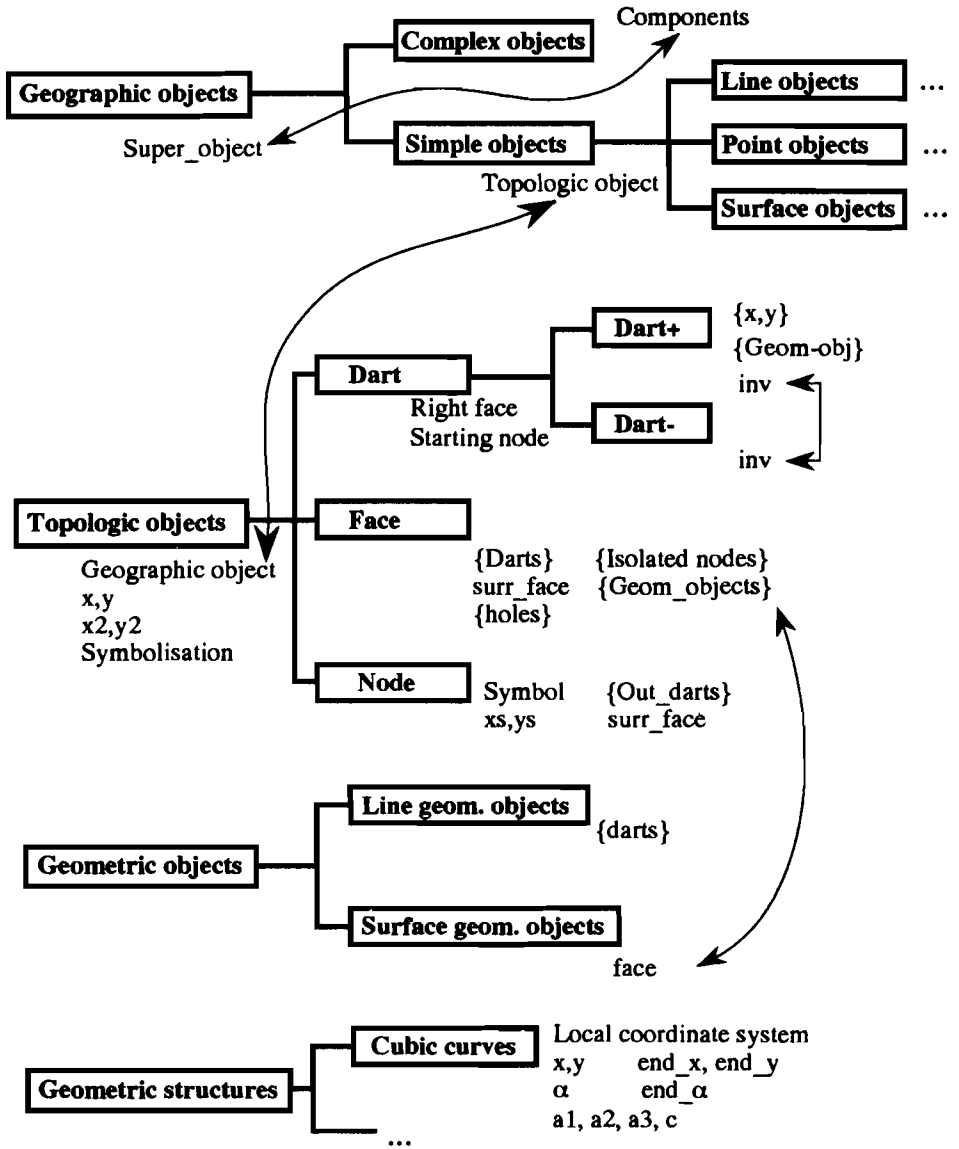 Components
Complex objects
Geographic objects
Line objects ...
Super_object
Simple objects
Point objects ...
Topologic object
Surface objects ...
Dart+
{x,y}
{Geom-obj}
Dart
inv
Right face
Starting node
Dart-
inv
Topologic objects
Face
Geographic object
{Darts} {Isolated nodes}
x,y
surr_face {Geom_objects}
x2,y2
{holes}
Symbolisation
Node
Symbol {Out_darts}
xs,ys surr_face
Line geom. objects
{darts}
Geometric objects
Surface geom. objects
face
Cubic curves
Local coordinate system
x,y end_x, end_y
Geometric structures
α end_α
a1, a2, a3, c
...